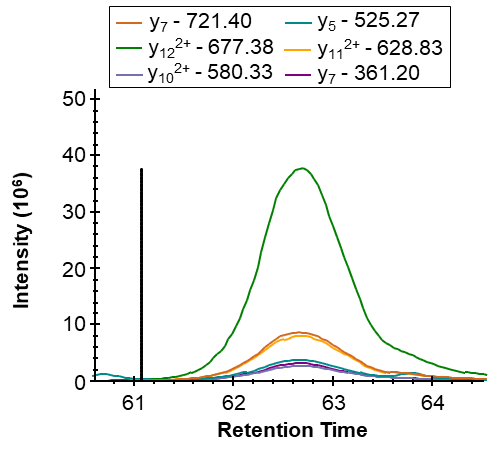 y₇ - 721.40 y₅ - 525.27
y₁₂²⁺ - 677.38 y₁₁²⁺ - 628.83
y₁₀²⁺ - 580.33 y₇ - 361.20
50
40
30
20
10
0
Intensity (10⁶)
61 62 63 64
Retention Time